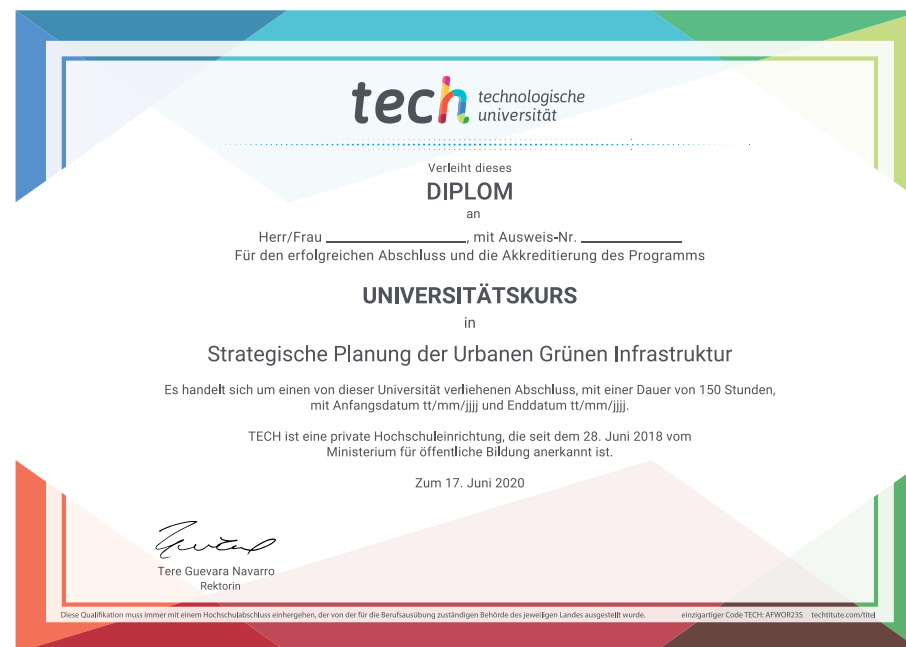 tech technologische
universität
Verleiht dieses
DIPLOM
an
Herr/Frau ____________________, mit Ausweis-Nr. ______________
Für den erfolgreichen Abschluss und die Akkreditierung des Programms
UNIVERSITÄTSKURS
in
Strategische Planung der Urbanen Grünen Infrastruktur
Es handelt sich um einen von dieser Universität verliehenen Abschluss, mit einer Dauer von 150 Stunden,
mit Anfangsdatum tt/mm/jjjj und Enddatum tt/mm/jjjj.
TECH ist eine private Hochschuleinrichtung, die seit dem 28. Juni 2018 vom
Ministerium für öffentliche Bildung anerkannt ist.
Zum 17. Juni 2020
Tere Guevara Navarro
Rektorin
Diese Qualifikation muss immer mit einem Hochschulabschluss einhergehen, der von der für die Berufsausübung zuständigen Behörde des jeweiligen Landes ausgestellt wurde. einzigartiger Code TECH: AFWOR23S techtitute.com/titel